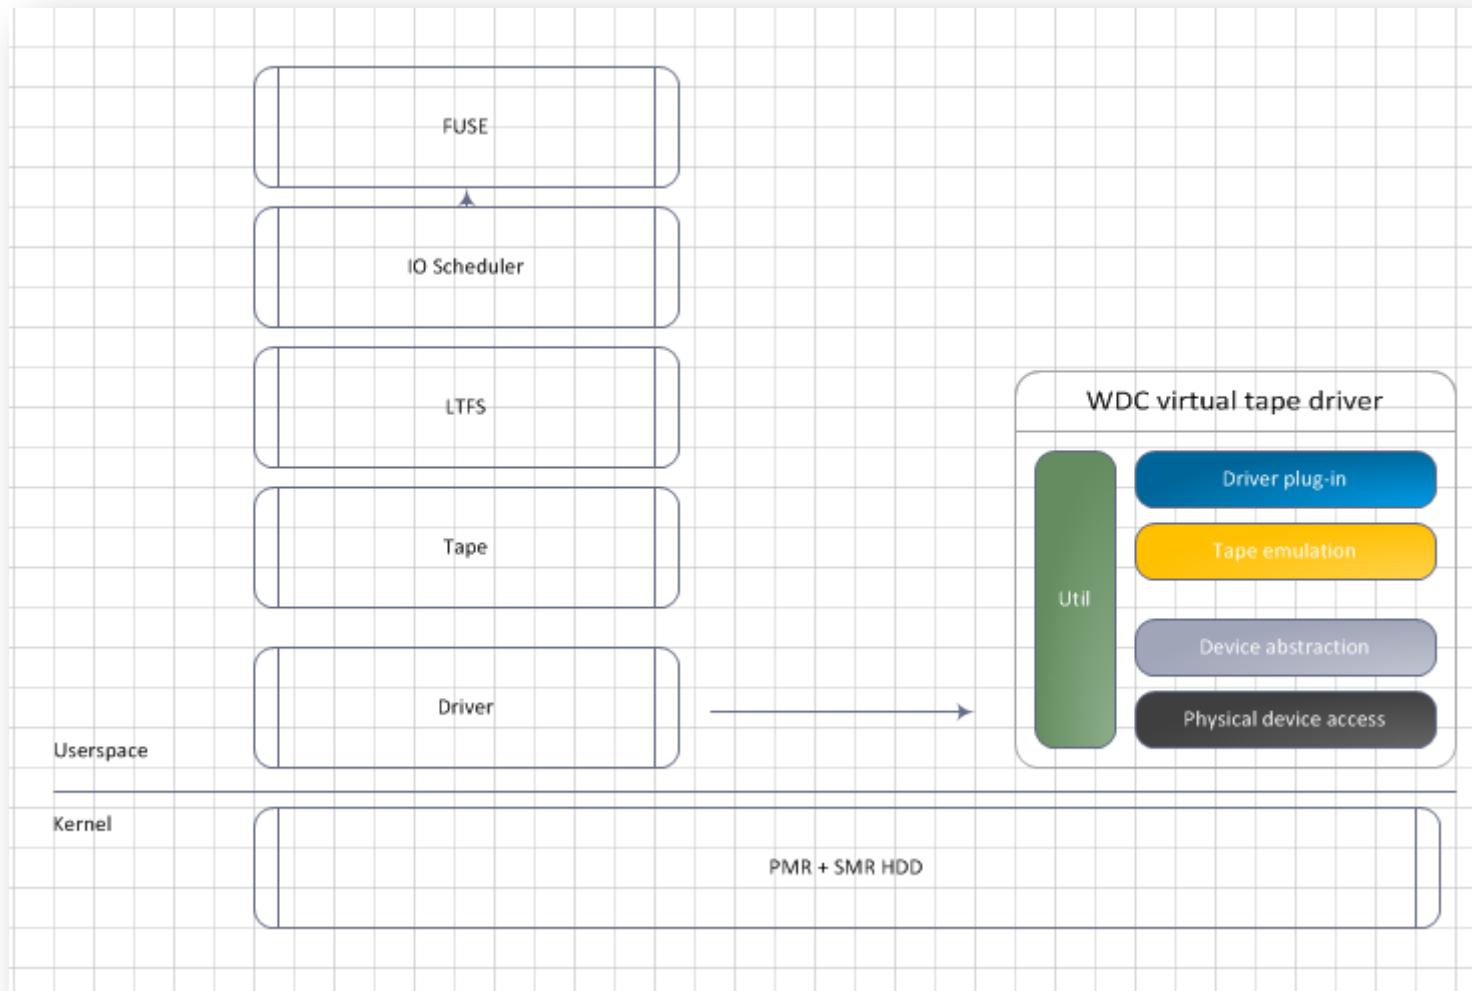 FUSE
IO Scheduler
LTFS
Tape
Driver
WDC virtual tape driver
Util
Driver plug-in
Tape emulation
Device abstraction
Physical device access
Userspace
Kernel
PMR + SMR HDD